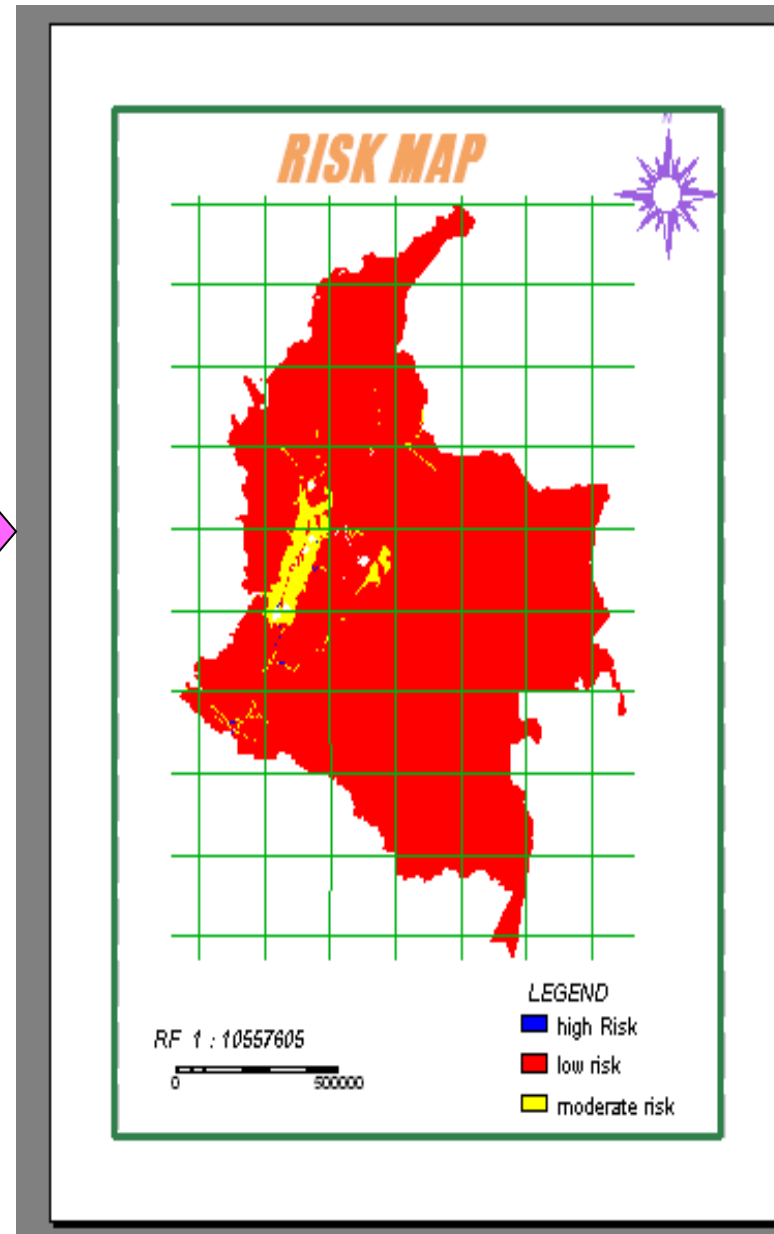 N
RISK MAP
LEGEND
high Risk
RF 1 : 10557605
low risk
0 500000
moderate risk